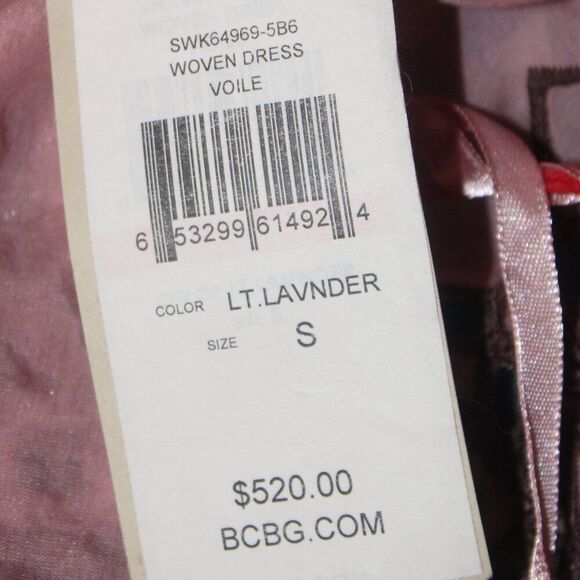 SWK64969-5B6
WOVEN DRESS
VOILE
6 53299 61492 4
COLOR LT.LAVNDER
SIZE S
$520.00
BCBG.COM